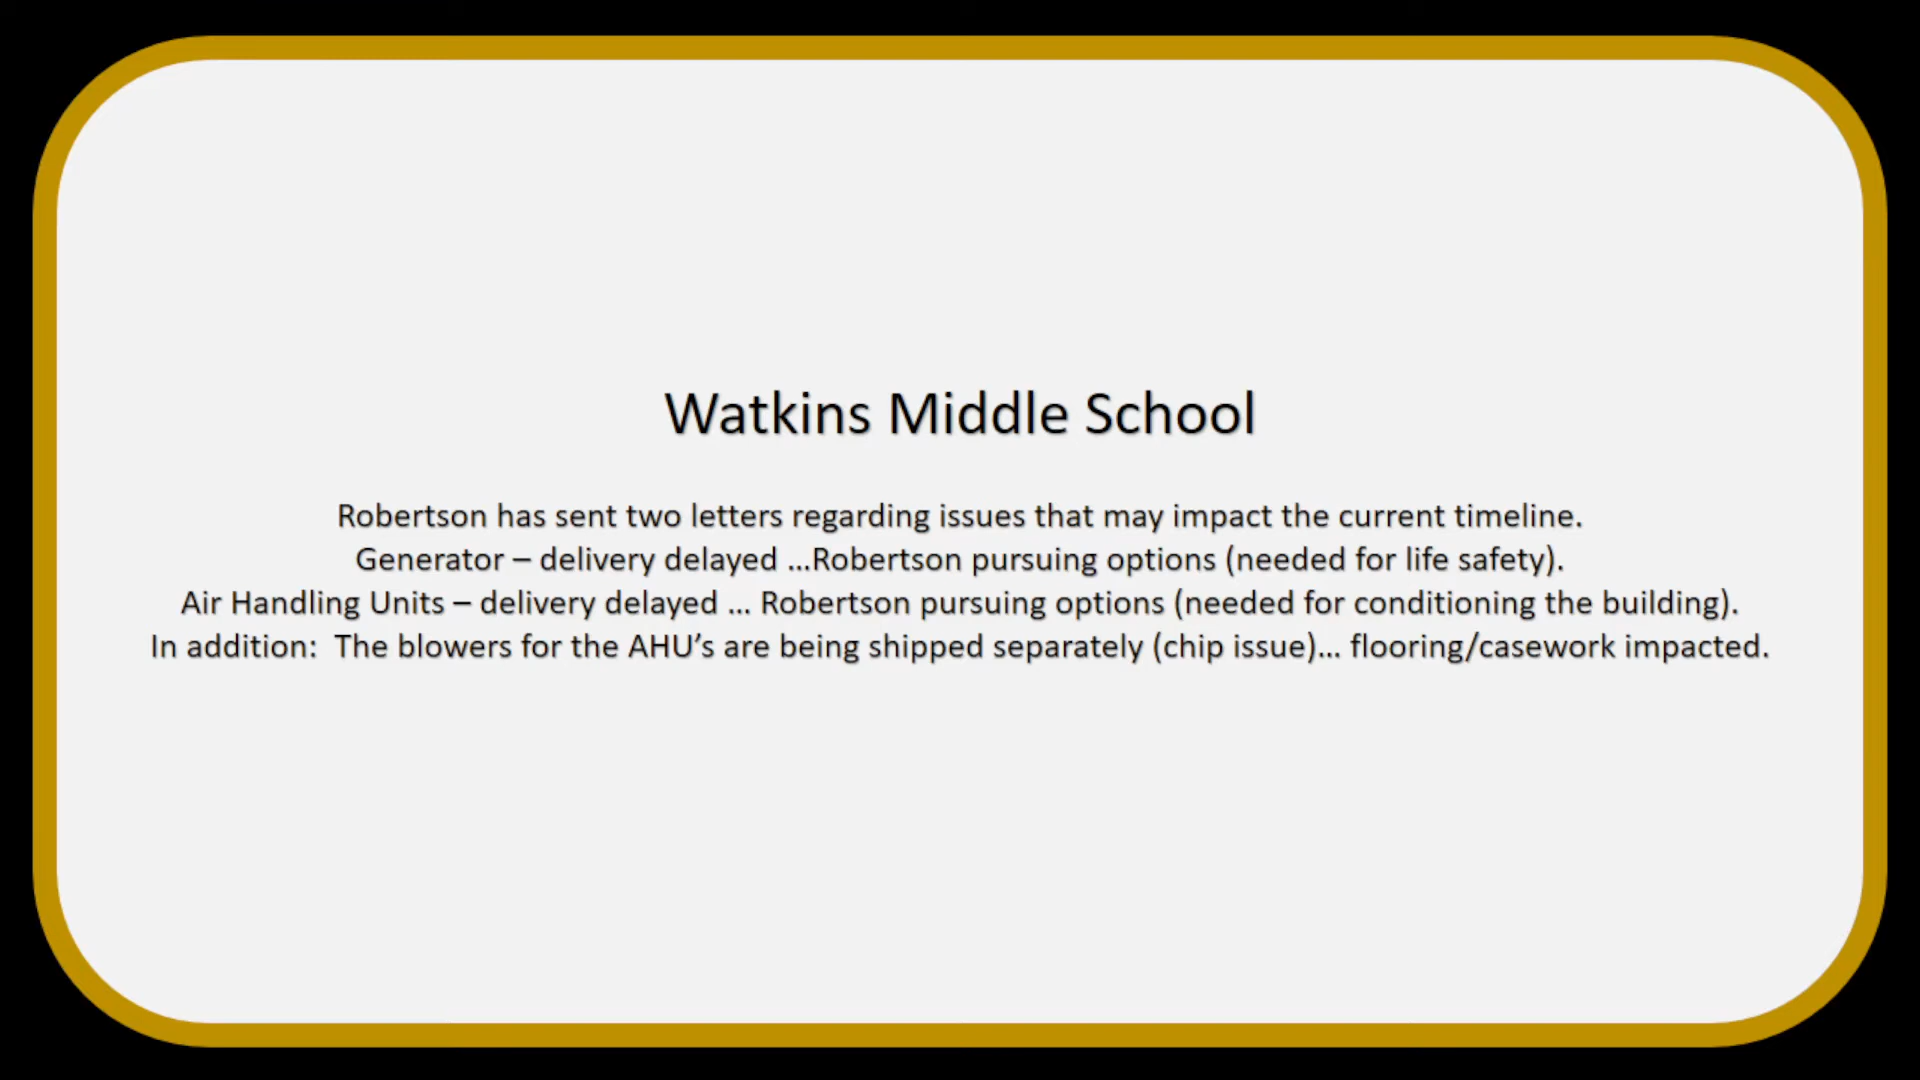 Watkins Middle School
Robertson has sent two letters regarding issues that may impact the current timeline.
Generator – delivery delayed ...Robertson pursuing options (needed for life safety).
Air Handling Units – delivery delayed ... Robertson pursuing options (needed for conditioning the building).
In addition:  The blowers for the AHU’s are being shipped separately (chip issue)... flooring/casework impacted.